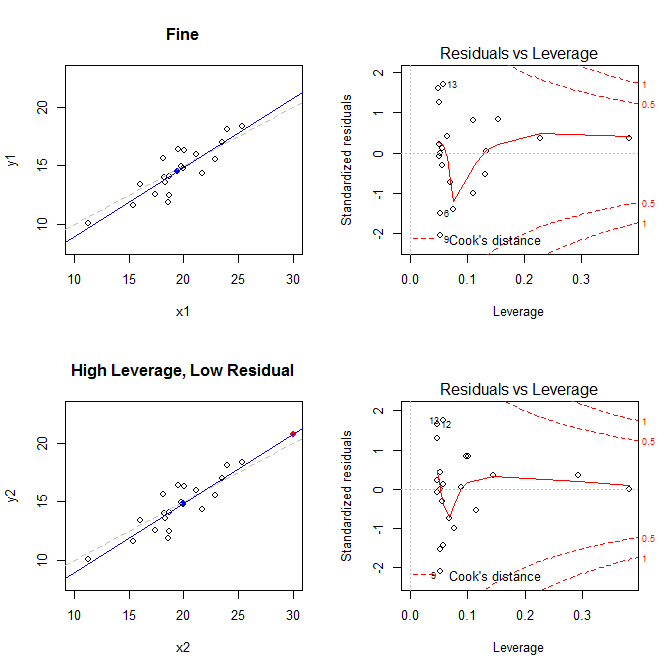 Fine
y1
10 15 20
10 15 20 25 30
x1
Residuals vs Leverage
Standardized residuals
-2 -1 0 1 2
13
6
9
Cook's distance
1
0.5
0.5
1
0.0 0.1 0.2 0.3
Leverage
High Leverage, Low Residual
y2
10 15 20
10 15 20 25 30
x2
Residuals vs Leverage
Standardized residuals
-2 -1 0 1 2
12
9
Cook's distance
1
0.5
0.5
1
0.0 0.1 0.2 0.3
Leverage